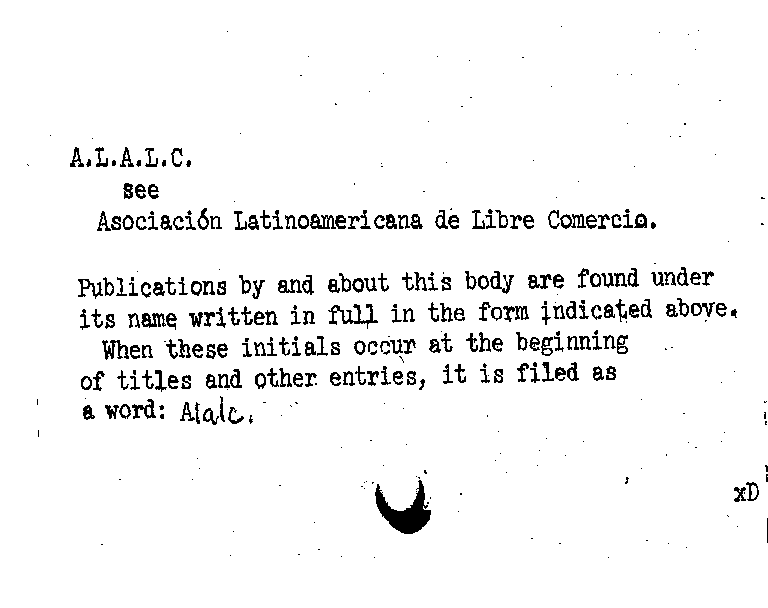 A.L.A.L.C.
see
Asociación Latinoamericana de Libre Comercio.
Publications by and about this body are found under
its name written in full in the form indicated above.
When these initials occur at the beginning
of titles and other entries, it is filed as
a word: Alalc.
xD